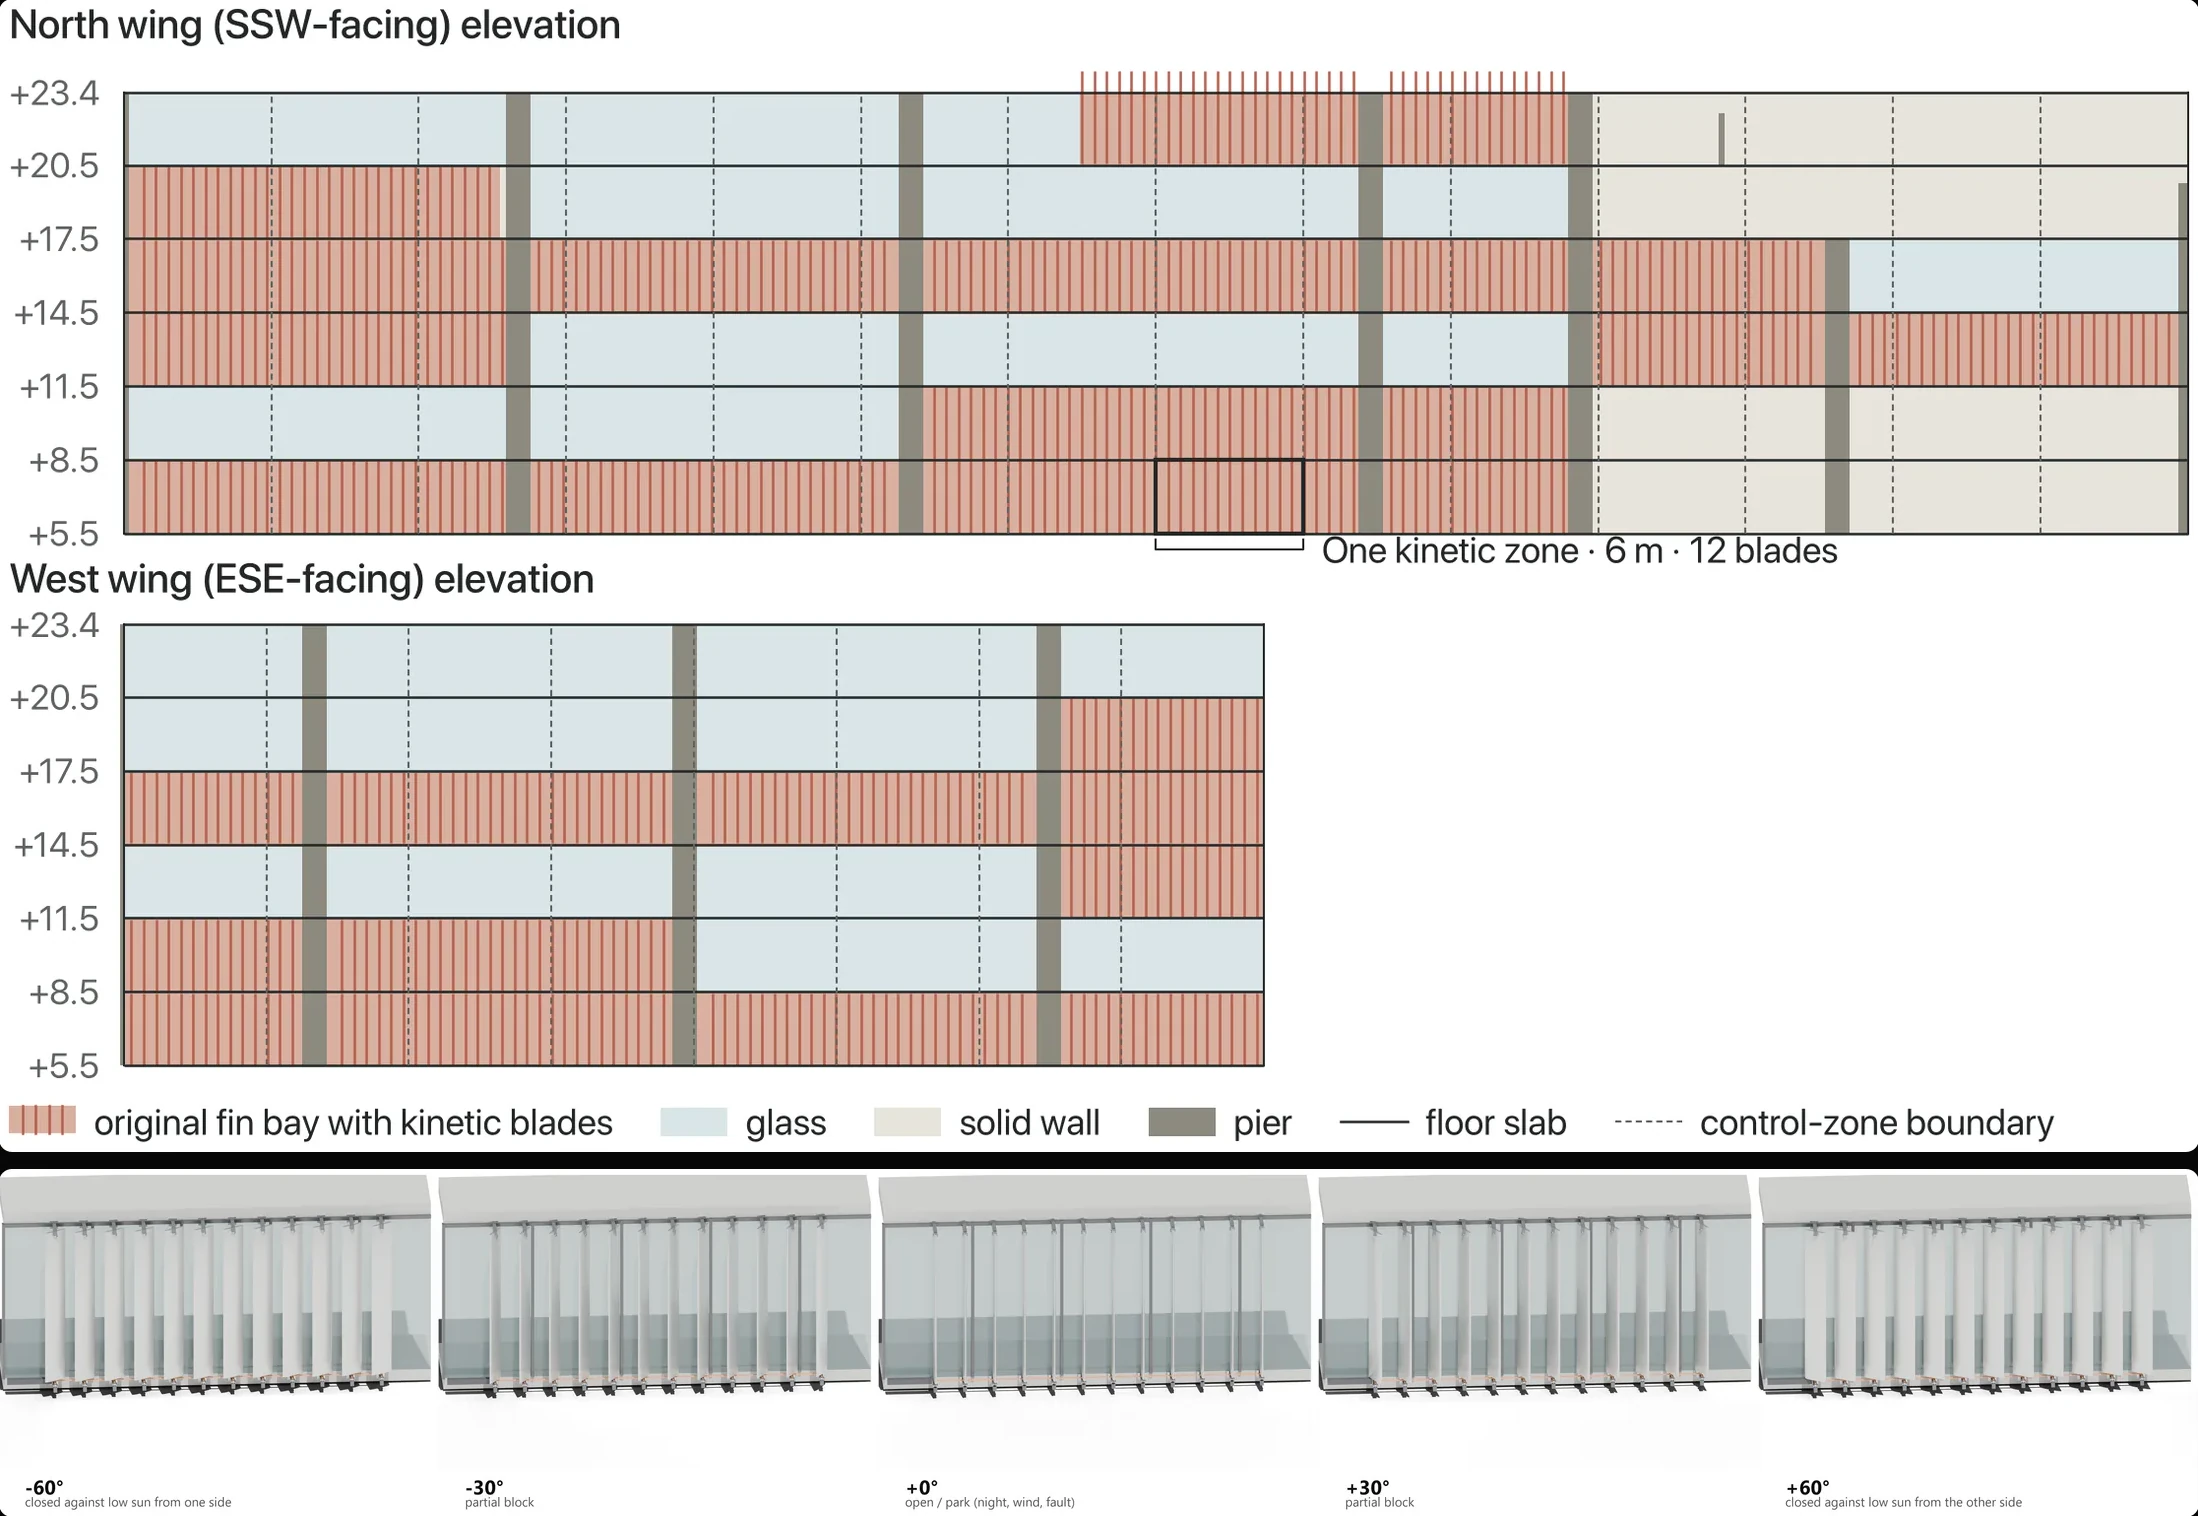 North wing (SSW-facing) elevation
+23.4
+20.5
+17.5
+14.5
+11.5
+8.5
+5.5
One kinetic zone · 6 m · 12 blades
West wing (ESE-facing) elevation
+23.4
+20.5
+17.5
+14.5
+11.5
+8.5
+5.5
original fin bay with kinetic blades glass solid wall pier floor slab control-zone boundary
-60°
closed against low sun from one side
-30°
partial block
+0°
open / park (night, wind, fault)
+30°
partial block
+60°
closed against low sun from the other side